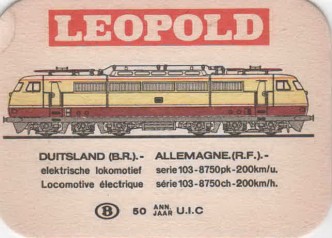 LEOPOLD
DUITSLAND (B.R.).- ALLEMAGNE.(R.F.).-
elektrische lokomotief serie 103-8750pk-200km/u.
Locomotive électrique série 103-8750ch-200km/h.
B 50 ANN. JAAR U.I.C